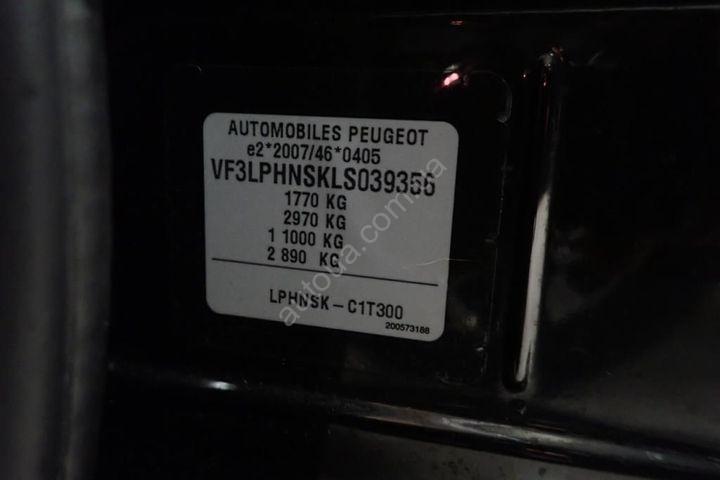 AUTOMOBILES PEUGEOT
e2*2007/46*0405
VF3LPHNSKLS039356
1770 KG
2970 KG
1 1000 KG
2 890 KG
LPHNSK-C1T300
200573188
autoua.com.ua